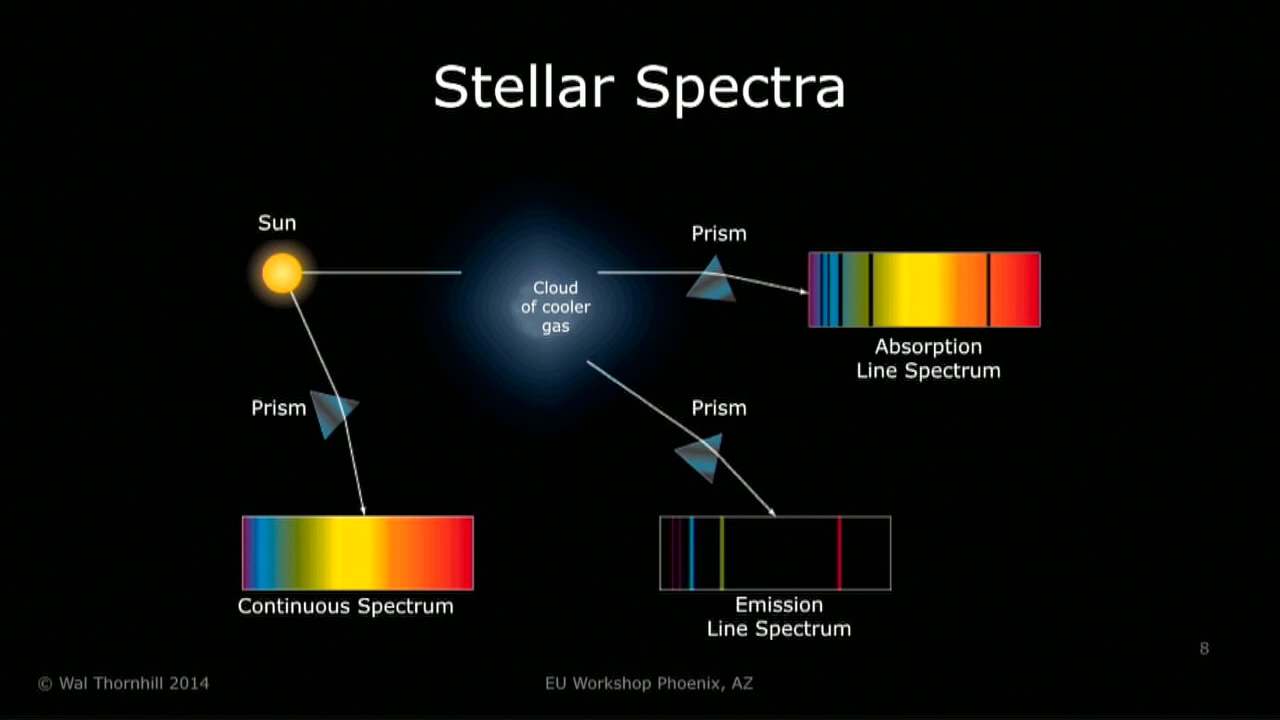 Stellar Spectra
Sun
Prism
Cloud
of cooler
gas
Absorption
Line Spectrum
Prism
Prism
Continuous Spectrum
Emission
Line Spectrum
8
© Wal Thornhill 2014
EU Workshop Phoenix, AZ